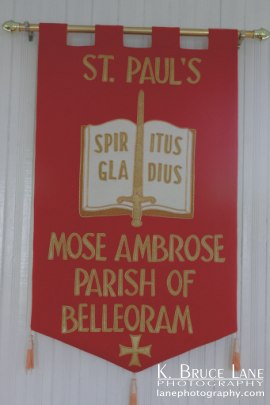 ST. PAUL'S
SPIR ITUS
GLA DIUS
MOSE AMBROSE
PARISH OF
BELLEORAM
K. BRUCE LANE
PHOTOGRAPHY
lanephotography.com